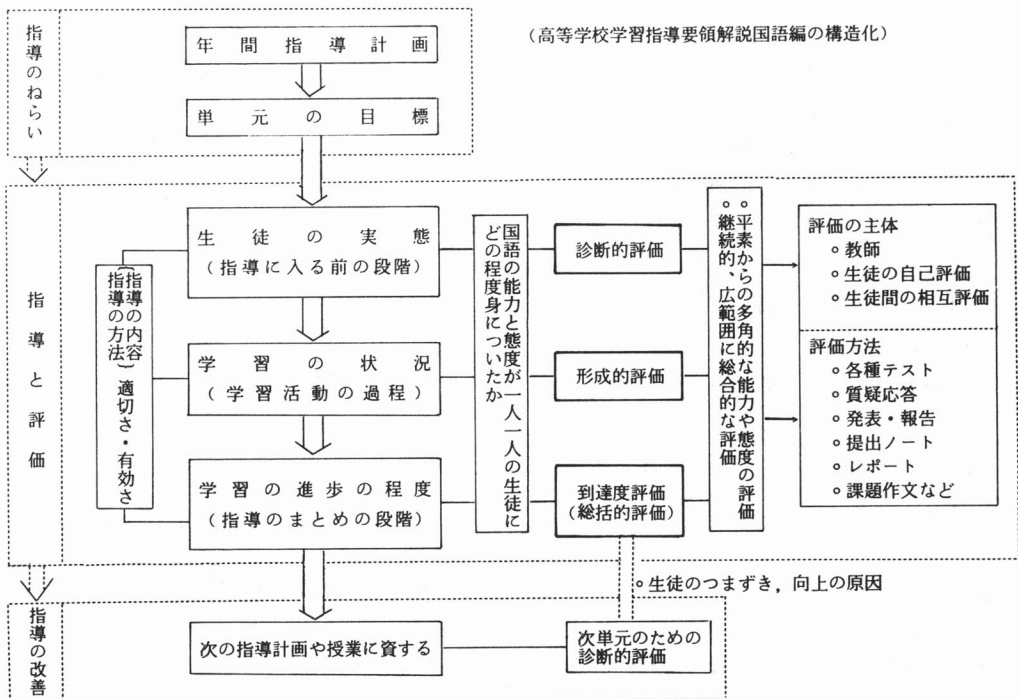 (高等学校学習指導要領解説国語編の構造化)
指導のねらい
年間指導計画
単元の目標
指導と評価
生徒の実態
(指導に入る前の段階)
学習の状況
(学習活動の過程)
学習の進歩の程度
(指導のまとめの段階)
指導の内容
指導の方法
適切さ・有効さ
国語の能力と態度が一人一人の生徒に
どの程度身についたか
診断的評価
形成的評価
到達度評価
(総括的評価)
○平素からの多角的な能力や態度の評価
○継続的、広範囲に総合的な評価
評価の主体
○教師
○生徒の自己評価
○生徒間の相互評価
評価方法
○各種テスト
○質疑応答
○発表・報告
○提出ノート
○レポート
○課題作文など
○生徒のつまずき,向上の原因
指導の改善
次の指導計画や授業に資する
次単元のための
診断的評価